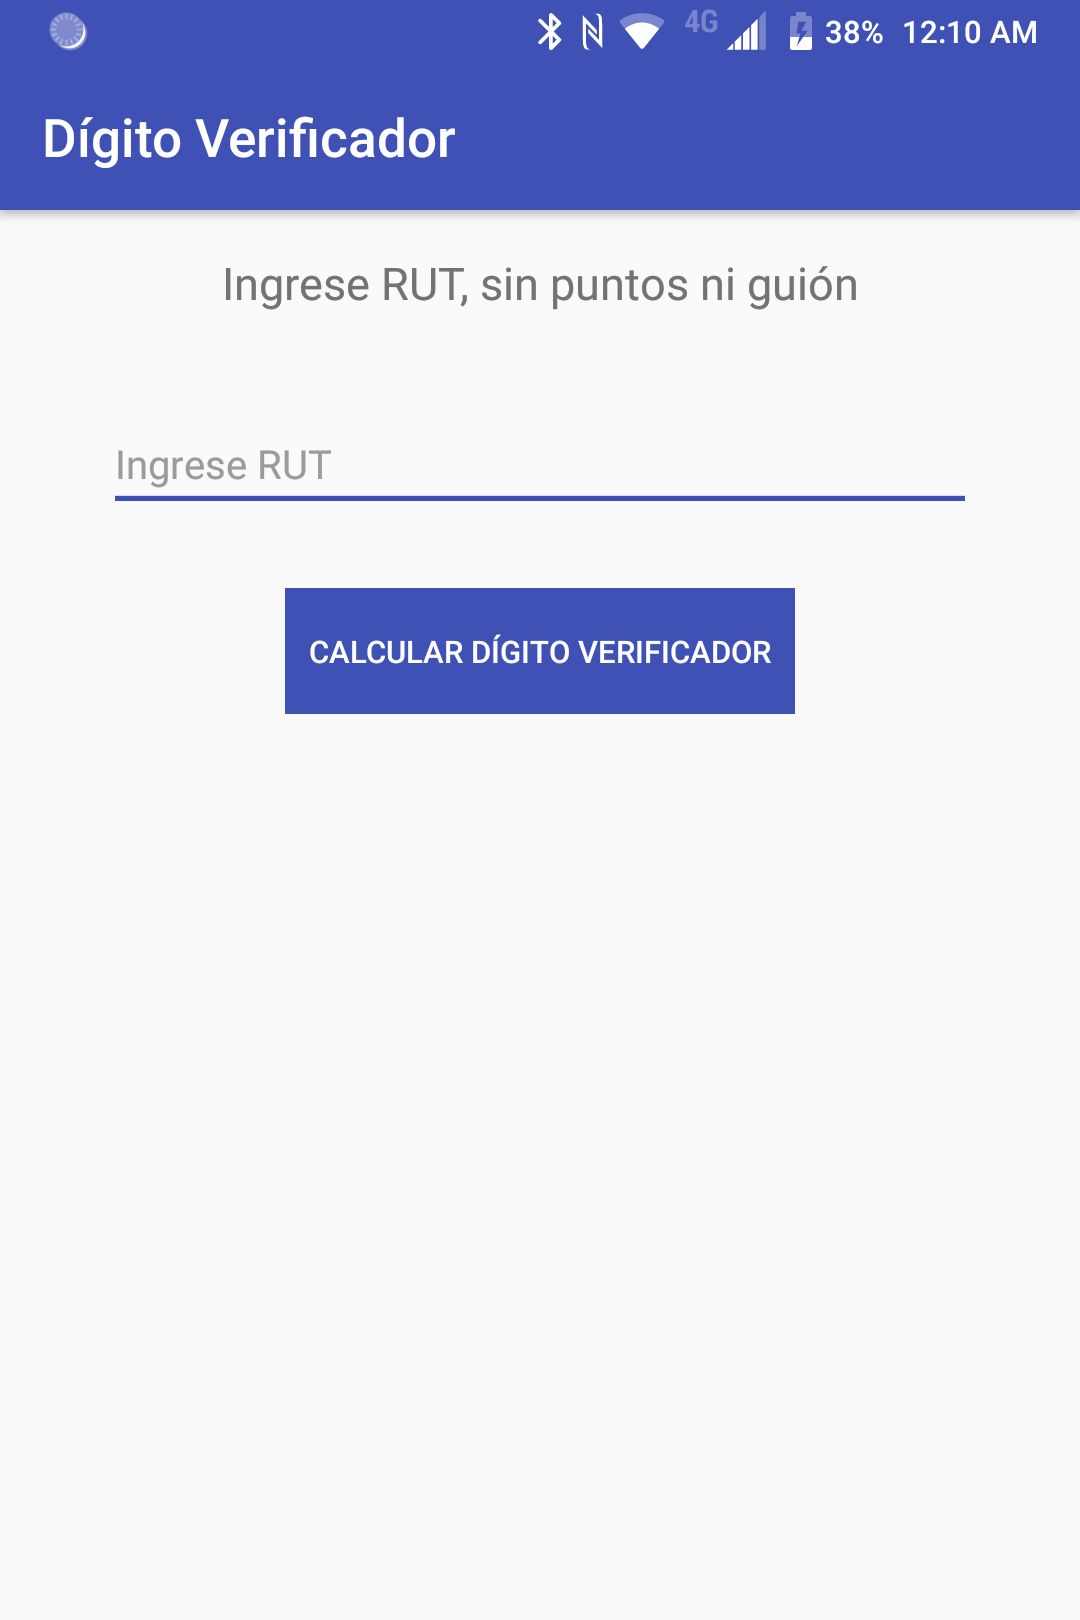 4G 38% 12:10 AM
Dígito Verificador
Ingrese RUT, sin puntos ni guión
Ingrese RUT
CALCULAR DÍGITO VERIFICADOR